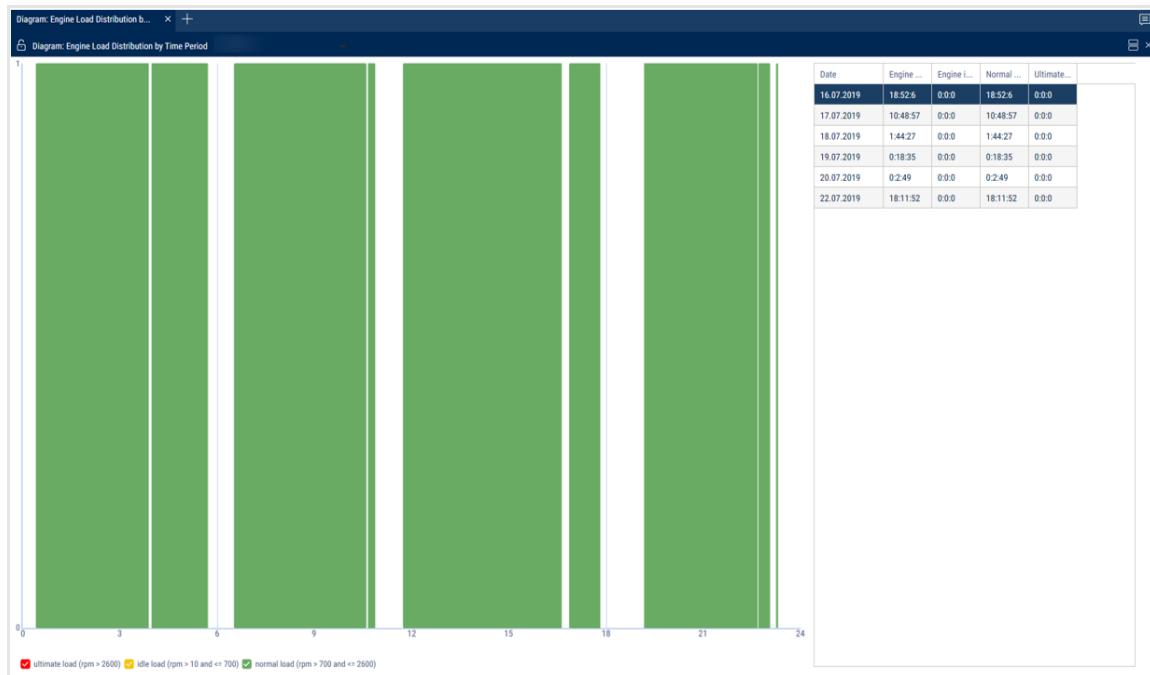 Diagram: Engine Load Distribution b... × +
Diagram: Engine Load Distribution by Time Period
1
0
0 3 6 9 12 15 18 21 24
ultimate load (rpm > 2600) idle load (rpm > 10 and <= 700) normal load (rpm > 700 and <= 2600)
Date Engine ... Engine i... Normal ... Ultimate...
16.07.2019 18:52:6 0:0:0 18:52:6 0:0:0
17.07.2019 10:48:57 0:0:0 10:48:57 0:0:0
18.07.2019 1:44:27 0:0:0 1:44:27 0:0:0
19.07.2019 0:18:35 0:0:0 0:18:35 0:0:0
20.07.2019 0:2:49 0:0:0 0:2:49 0:0:0
22.07.2019 18:11:52 0:0:0 18:11:52 0:0:0